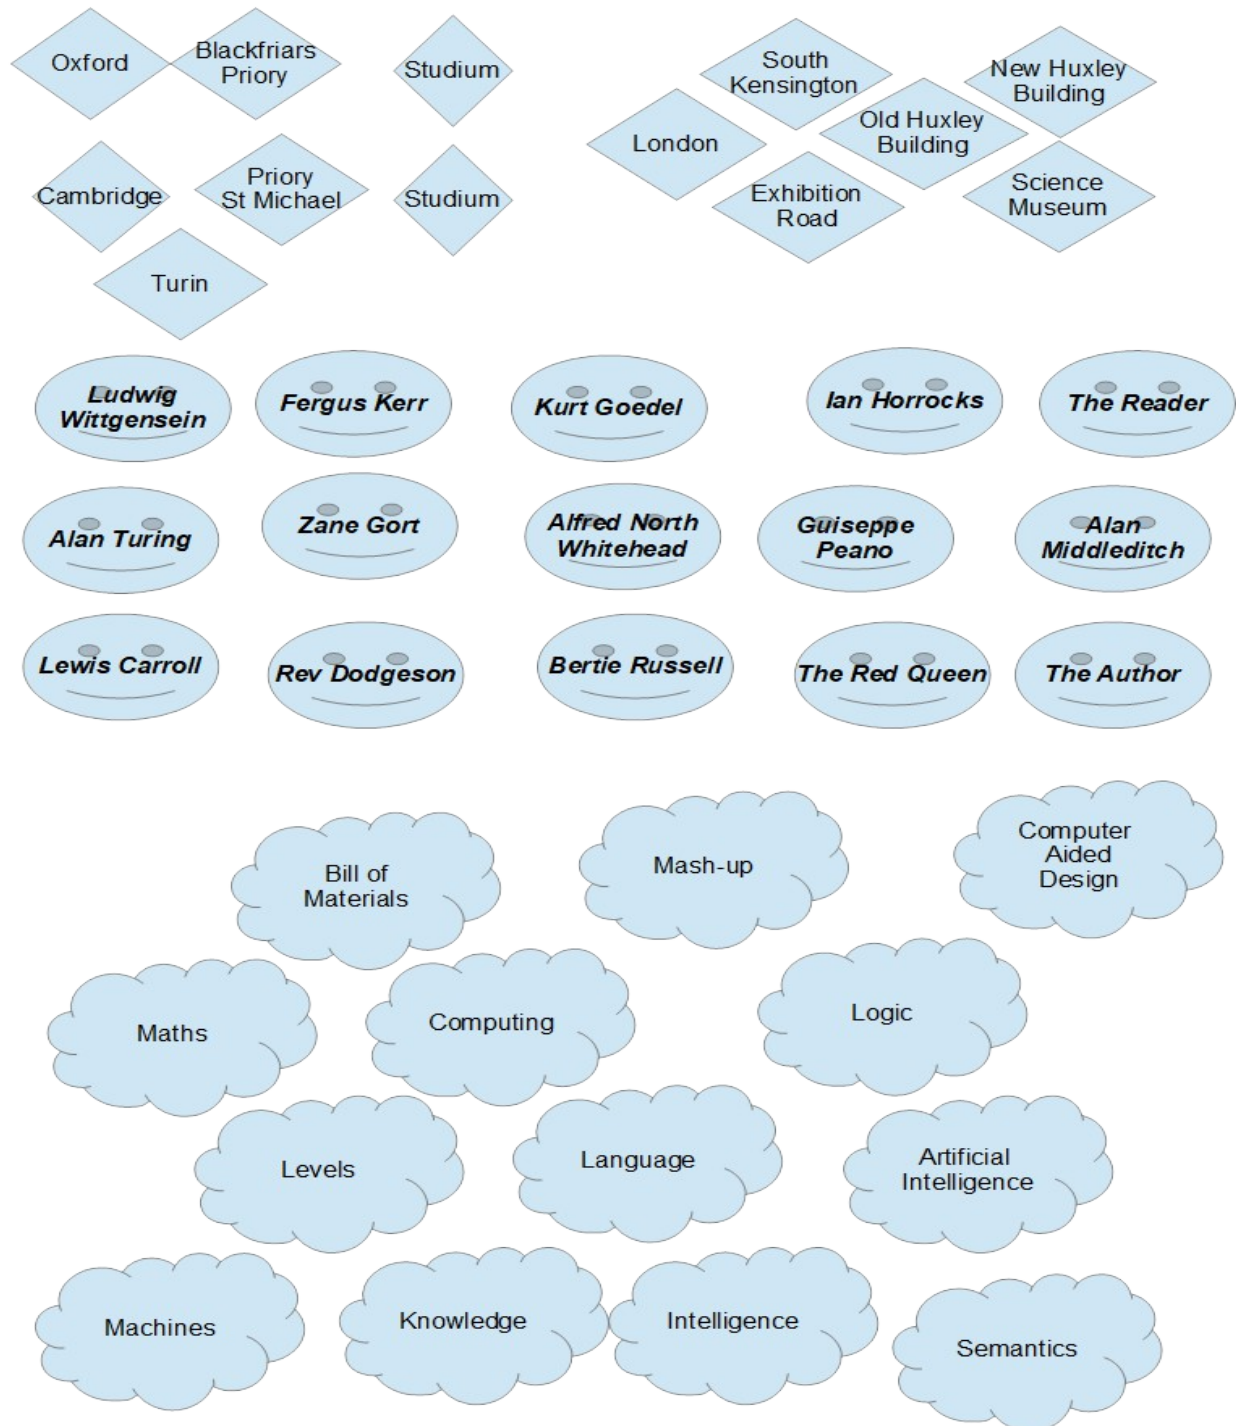 Oxford
Blackfriars
Priory
Studium
South
Kensington
New Huxley
Building
London
Old Huxley
Building
Cambridge
Priory
St Michael
Studium
Exhibition
Road
Science
Museum
Turin
Ludwig
Wittgensein
Fergus Kerr
Kurt Goedel
Ian Horrocks
The Reader
Alan Turing
Zane Gort
Alfred North
Whitehead
Guiseppe
Peano
Alan
Middleditch
Lewis Carroll
Rev Dodgeson
Bertie Russell
The Red Queen
The Author
Bill of
Materials
Mash-up
Computer
Aided
Design
Maths
Computing
Logic
Levels
Language
Artificial
Intelligence
Machines
Knowledge
Intelligence
Semantics